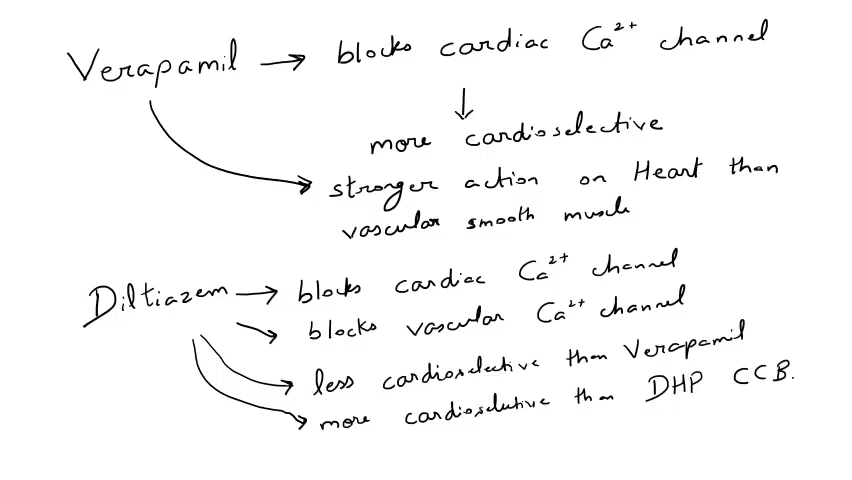 Verapamil → blocks cardiac Ca²⁺ channel
↓
more cardioselective
→ stronger action on Heart than
vascular smooth muscle
Diltiazem → blocks cardiac Ca²⁺ channel
→ blocks vascular Ca²⁺ channel
→ less cardioselective than Verapamil
→ more cardioselective than DHP CCB.